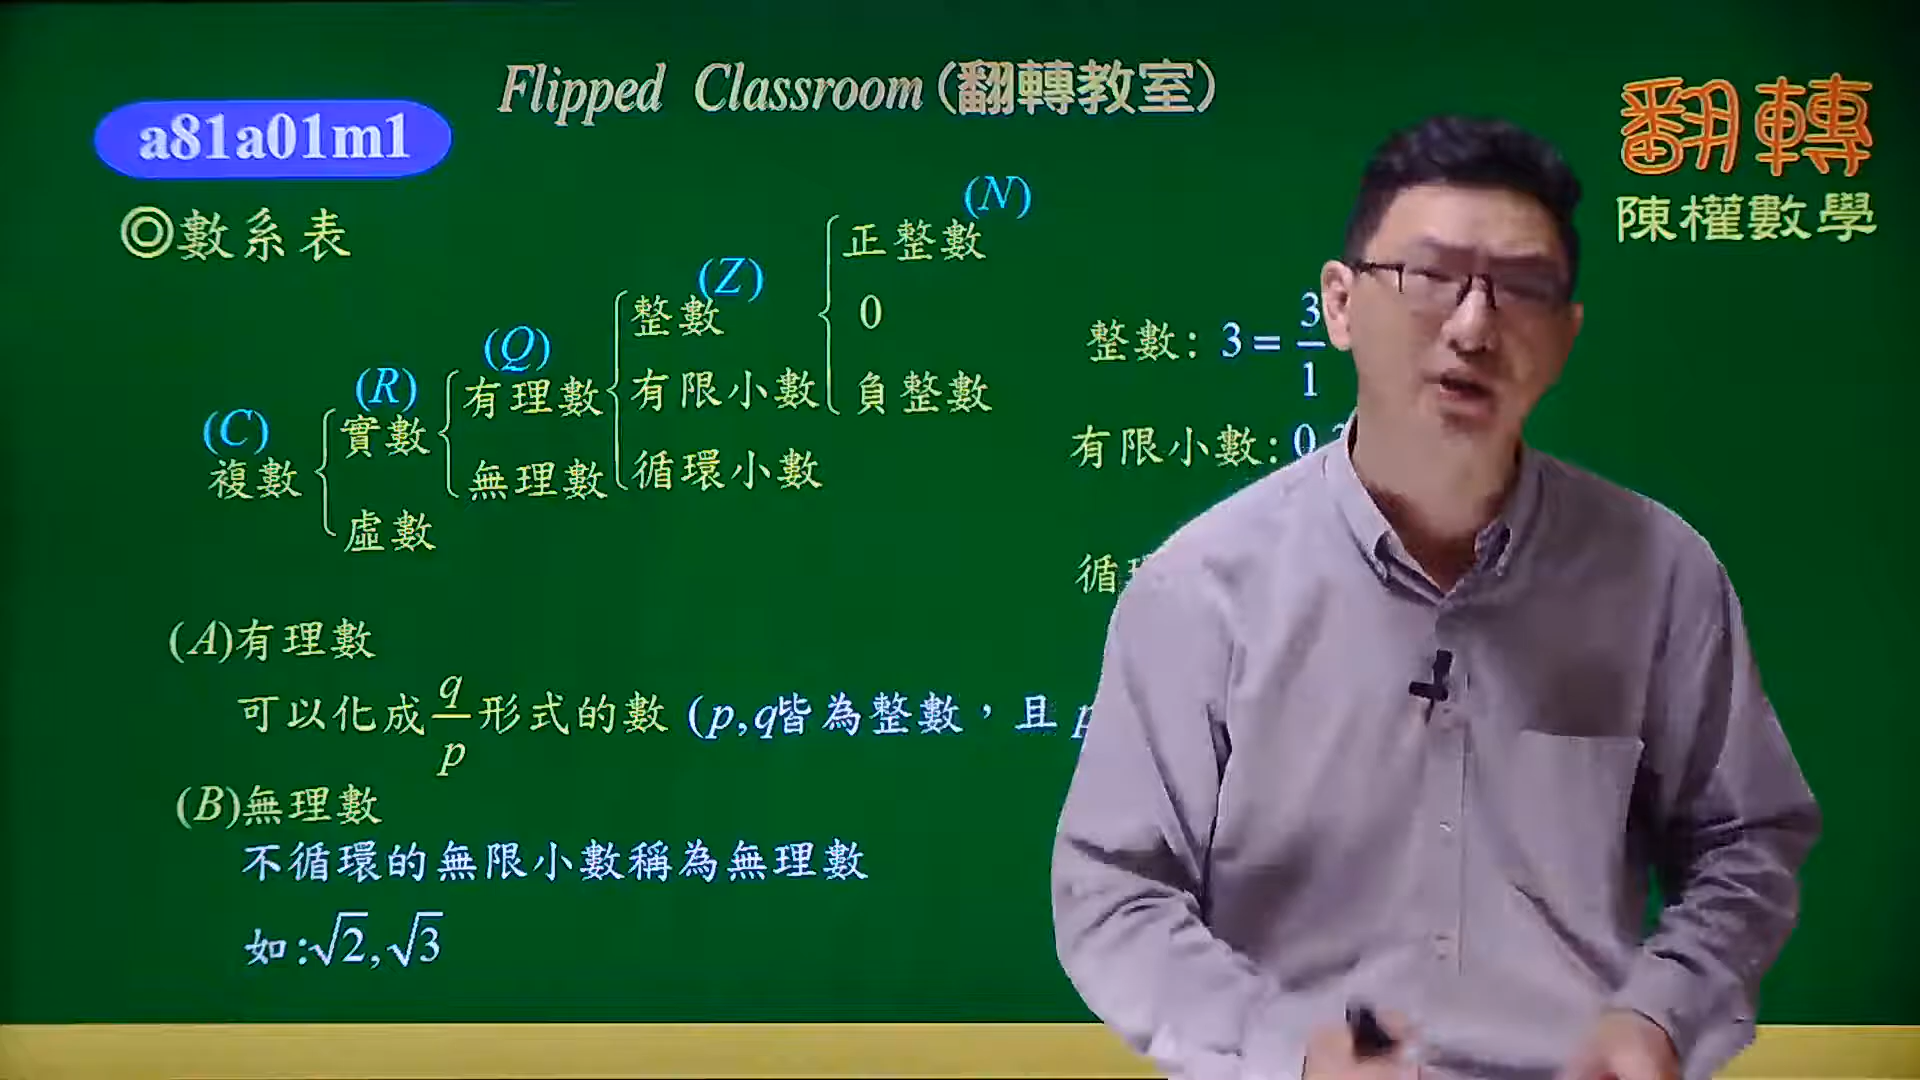 Flipped Classroom (翻轉教室)
a81a01m1
翻轉
陳權數學
◎數系表
(N)
正整數
(Z)
整數
0
(Q)
有理數
有限小數
負整數
(R)
實數
(C)
複數
無理數
循環小數
虛數
整數: 3 = 3/1
有限小數: 0.
循
(A)有理數
可以化成 q/p 形式的數 (p,q皆為整數，且 p
(B)無理數
不循環的無限小數稱為無理數
如:√2,√3